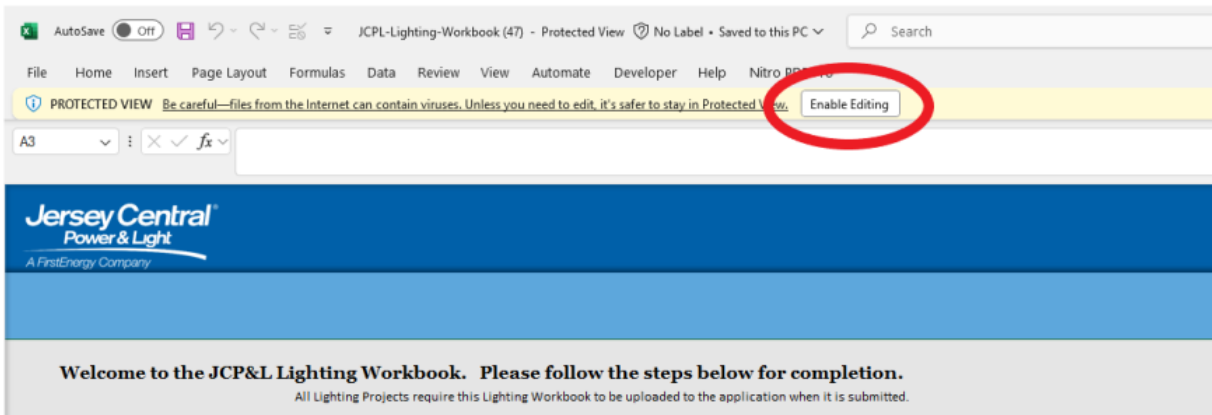 AutoSave Off JCPL-Lighting-Workbook (47) - Protected View No Label • Saved to this PC Search
File Home Insert Page Layout Formulas Data Review View Automate Developer Help Nitro
PROTECTED VIEW Be careful—files from the Internet can contain viruses. Unless you need to edit, it's safer to stay in Protected View. Enable Editing
A3 fx
Jersey Central®
Power & Light
A FirstEnergy Company
Welcome to the JCP&L Lighting Workbook. Please follow the steps below for completion.
All Lighting Projects require this Lighting Workbook to be uploaded to the application when it is submitted.